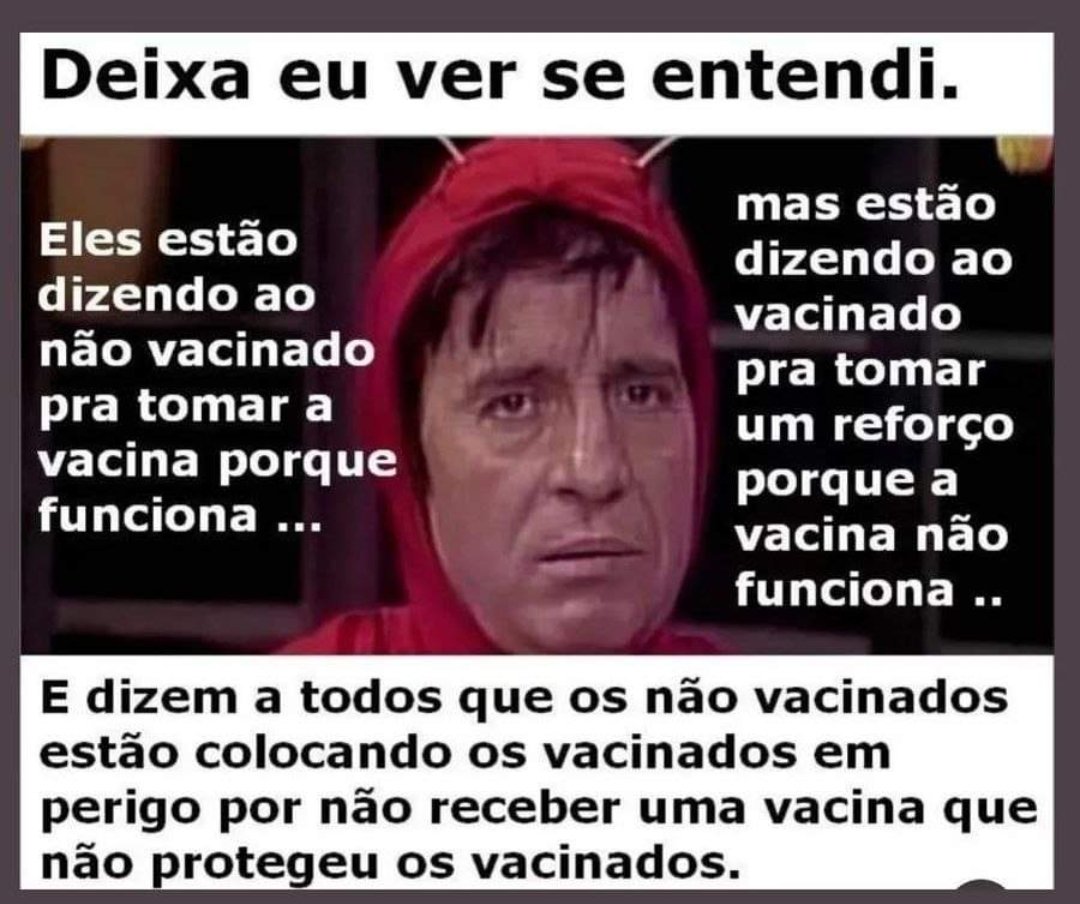 Deixa eu ver se entendi.
Eles estão
dizendo ao
não vacinado
pra tomar a
vacina porque
funciona ...
mas estão
dizendo ao
vacinado
pra tomar
um reforço
porque a
vacina não
funciona ..
E dizem a todos que os não vacinados
estão colocando os vacinados em
perigo por não receber uma vacina que
não protegeu os vacinados.